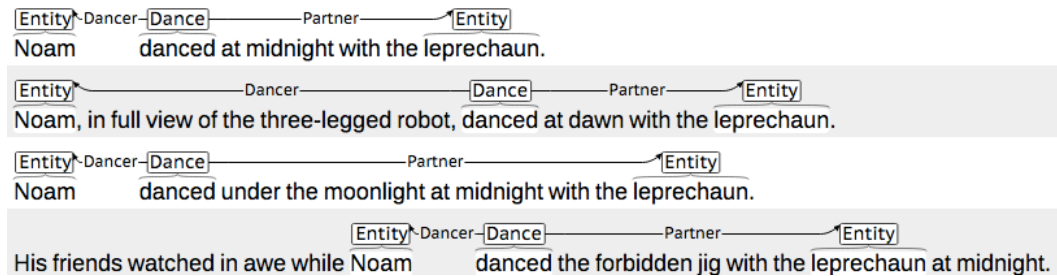 Entity Dancer Dance Partner Entity
Noam danced at midnight with the leprechaun.
Entity Dancer Dance Partner Entity
Noam, in full view of the three-legged robot, danced at dawn with the leprechaun.
Entity Dancer Dance Partner Entity
Noam danced under the moonlight at midnight with the leprechaun.
Entity Dancer Dance Partner Entity
His friends watched in awe while Noam danced the forbidden jig with the leprechaun at midnight.